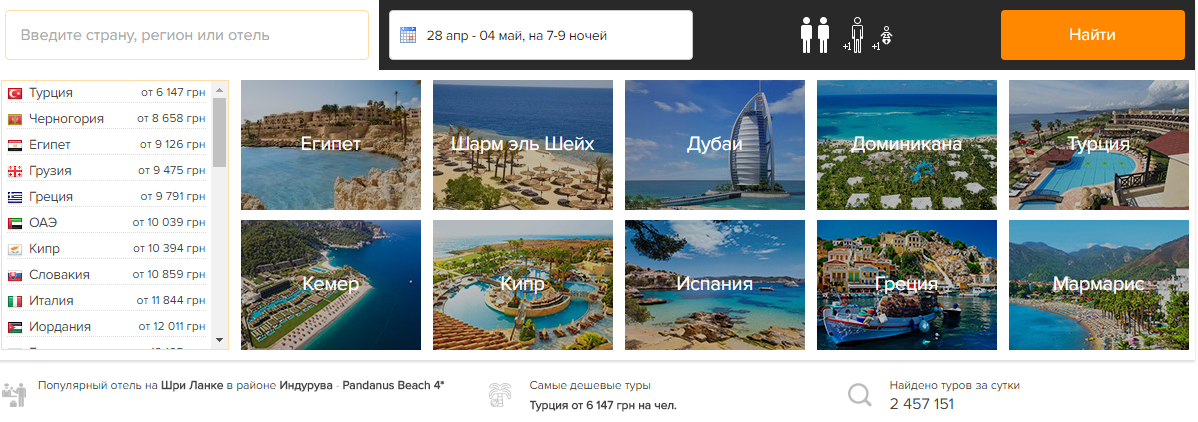 Введите страну, регион или отель
28 апр - 04 май, на 7-9 ночей
+1 +1
Найти
Турция от 6 147 грн
Черногория от 8 658 грн
Египет от 9 126 грн
Грузия от 9 475 грн
Греция от 9 791 грн
ОАЭ от 10 039 грн
Кипр от 10 394 грн
Словакия от 10 859 грн
Италия от 11 844 грн
Иордания от 12 011 грн
Египет
Шарм эль Шейх
Дубаи
Доминикана
Турция
Кемер
Кипр
Испания
Греция
Мармарис
Популярный отель на Шри Ланке в районе Индурува - Pandanus Beach 4*
Самые дешевые туры
Турция от 6 147 грн на чел.
Найдено туров за сутки
2 457 151